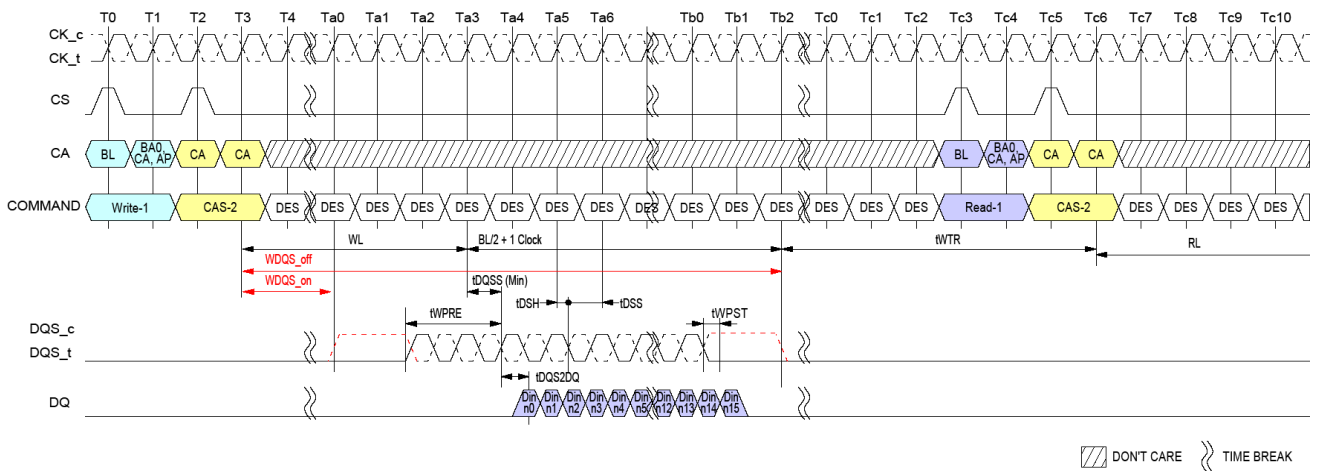 T0 T1 T2 T3 T4 Ta0 Ta1 Ta2 Ta3 Ta4 Ta5 Ta6 Tb0 Tb1 Tb2 Tc0 Tc1 Tc2 Tc3 Tc4 Tc5 Tc6 Tc7 Tc8 Tc9 Tc10
CK_c
CK_t
CS
CA BL BA0, CA, AP CA CA BL BA0, CA, AP CA CA
COMMAND Write-1 CAS-2 DES DES DES DES DES DES DES DES DES DES DES DES DES DES DES Read-1 CAS-2 DES DES DES DES
WL BL/2 + 1 Clock tWTR RL
WDQS_off
WDQS_on tDQSS (Min)
tDSH tDSS
tWPRE tWPST
DQS_c
DQS_t
tDQS2DQ
DQ Din n0 Din n1 Din n2 Din n3 Din n4 Din n5 Din n12 Din n13 Din n14 Din n15
DON'T CARE TIME BREAK